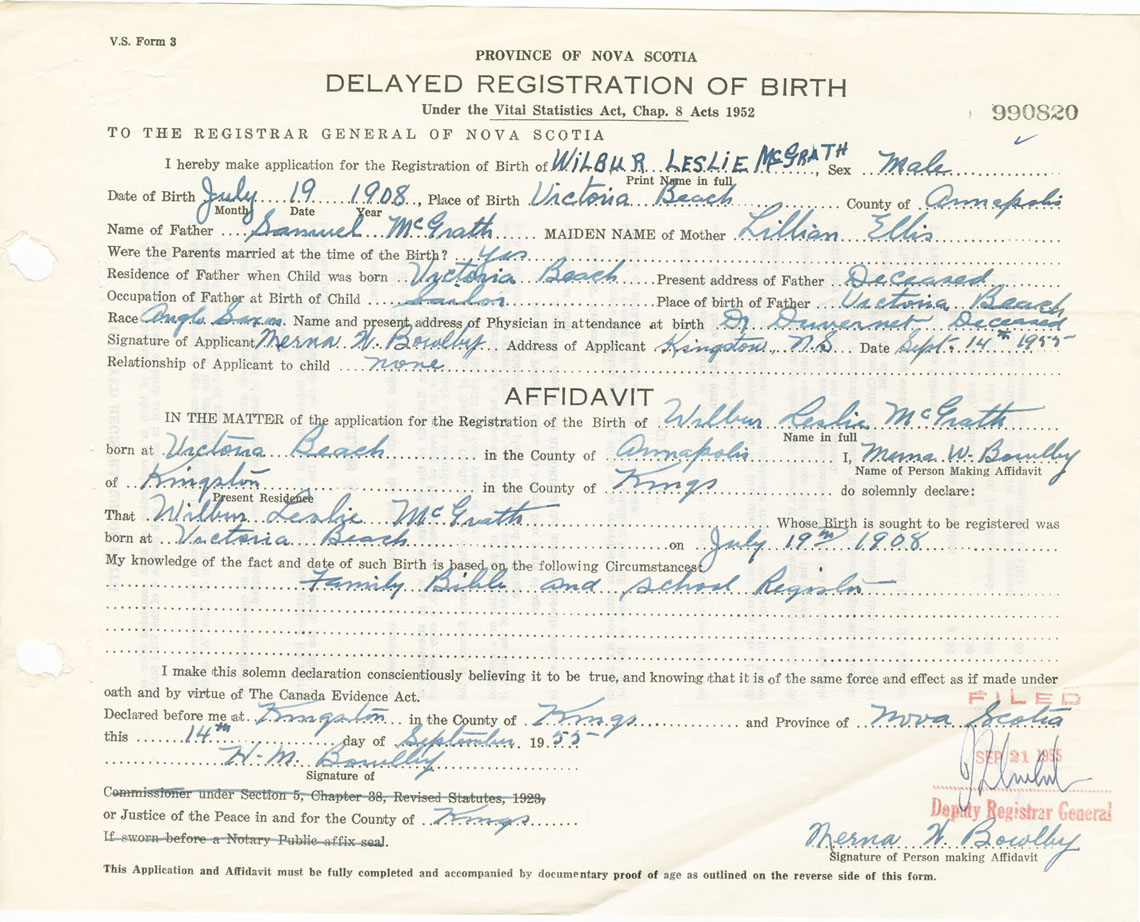 V.S. Form 3
PROVINCE OF NOVA SCOTIA
DELAYED REGISTRATION OF BIRTH
Under the Vital Statistics Act, Chap. 8 Acts 1952
990820
TO THE REGISTRAR GENERAL OF NOVA SCOTIA
I hereby make application for the Registration of Birth of WILBUR LESLIE McGRATH, Sex Male
Print Name in full
Date of Birth July 19 1908, Place of Birth Victoria Beach County of Annapolis
Month Date Year
Name of Father Samuel McGrath MAIDEN NAME of Mother Lillian Ellis
Were the Parents married at the time of the Birth? Yes
Residence of Father when Child was born Victoria Beach Present address of Father Deceased
Occupation of Father at Birth of Child Sailor Place of birth of Father Victoria Beach
Race Anglo Saxon. Name and present address of Physician in attendance at birth Dr Duvernet Deceased
Signature of Applicant Merna W. Bowlby Address of Applicant Kingston, N.S Date Sept. 14th 1955
Relationship of Applicant to child none
AFFIDAVIT
IN THE MATTER of the application for the Registration of the Birth of Wilbur Leslie McGrath
Name in full
born at Victoria Beach in the County of Annapolis I, Merna W. Bowlby
Name of Person Making Affidavit
of Kingston in the County of Kings do solemnly declare:
Present Residence
That Wilbur Leslie McGrath Whose Birth is sought to be registered was
born at Victoria Beach on July 19th 1908
My knowledge of the fact and date of such Birth is based on the following Circumstances:
Family Bible and school Register
I make this solemn declaration conscientiously believing it to be true, and knowing that it is of the same force and effect as if made under
oath and by virtue of The Canada Evidence Act.
FILED
Declared before me at Kingston in the County of Kings and Province of Nova Scotia
this 14th day of September 1955
SEP 21 1955
H. M. Bowlby
Signature of
Commissioner under Section 5, Chapter 38, Revised Statutes, 1923,
Deputy Registrar General
or Justice of the Peace in and for the County of Kings
If sworn before a Notary Public affix seal.
Merna W. Bowlby
Signature of Person making Affidavit
This Application and Affidavit must be fully completed and accompanied by documentary proof of age as outlined on the reverse side of this form.